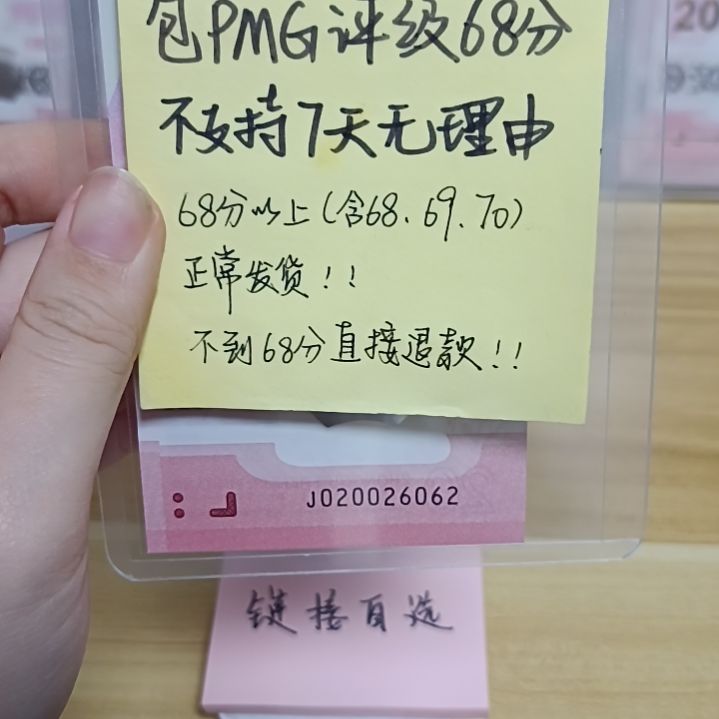 包PMG评级68分
不支持7天无理由
68分以上(含68、69、70)
正常发货!!
不到68分直接退款!!
J020026062
链接自选
20